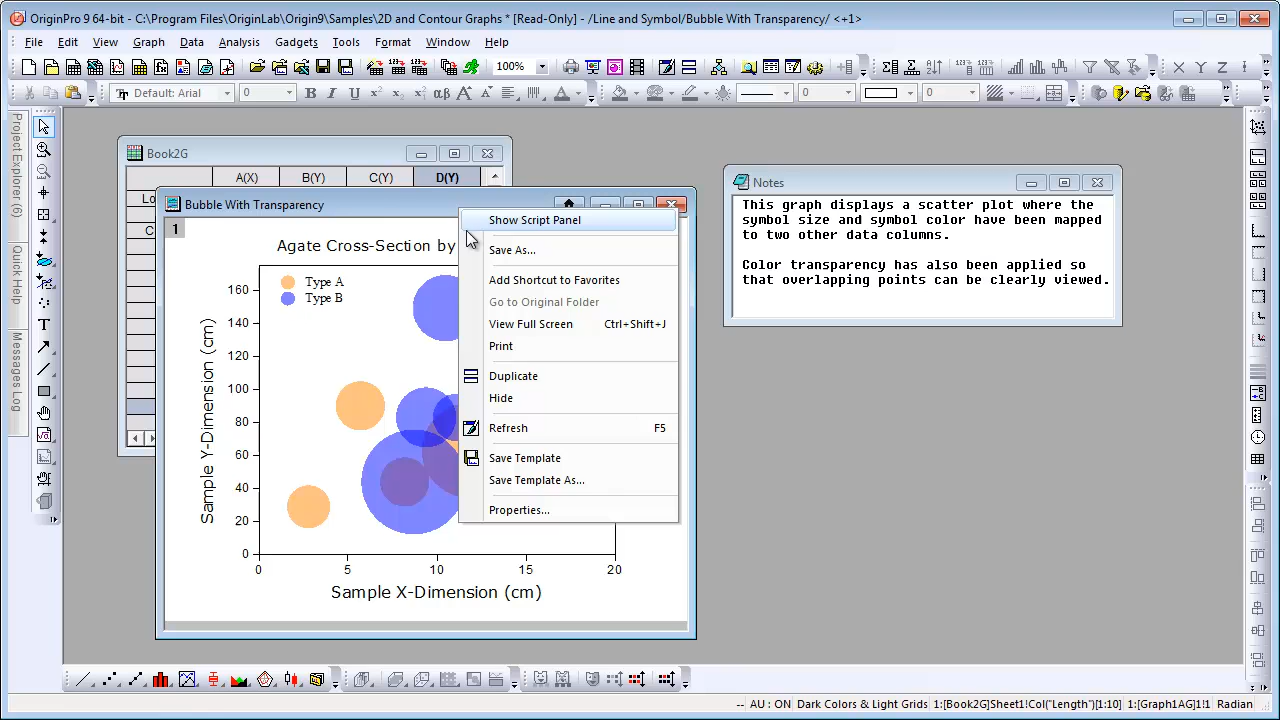 OriginPro 9 64-bit - C:\Program Files\OriginLab\Origin9\Samples\2D and Contour Graphs * [Read-Only] - /Line and Symbol/Bubble With Transparency/ <+1>
File Edit View Graph Data Analysis Gadgets Tools Format Window Help
100%
Default: Arial 0 B I U 0 0
Project Explorer (6)
Quick Help
Messages Log
Book2G
A(X) B(Y) C(Y) D(Y)
Lo
C
Bubble With Transparency
1
Agate Cross-Section by
Type A
Type B
160
140
120
100
80
60
40
20
0
0 5 10 15 20
Sample Y-Dimension (cm)
Sample X-Dimension (cm)
Show Script Panel
Save As...
Add Shortcut to Favorites
Go to Original Folder
View Full Screen Ctrl+Shift+J
Print
Duplicate
Hide
Refresh F5
Save Template
Save Template As...
Properties...
Notes
This graph displays a scatter plot where the
symbol size and symbol color have been mapped
to two other data columns.
Color transparency has also been applied so
that overlapping points can be clearly viewed.
-- AU : ON Dark Colors & Light Grids 1:[Book2G]Sheet1!Col("Length")[1:10] 1:[Graph1AG]1!1 Radian